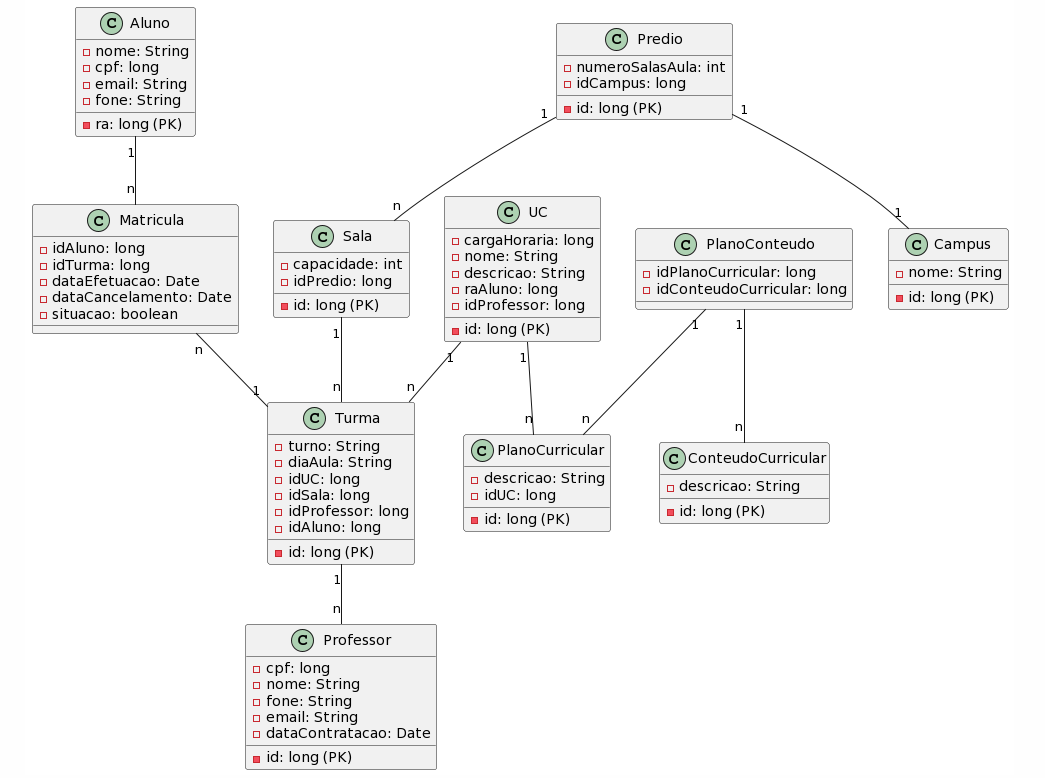 C Aluno
nome: String
cpf: long
email: String
fone: String
ra: long (PK)
C Predio
numeroSalasAula: int
idCampus: long
id: long (PK)
1
n
1
n
1
1
C Matricula
idAluno: long
idTurma: long
dataEfetuacao: Date
dataCancelamento: Date
situacao: boolean
C Sala
capacidade: int
idPredio: long
id: long (PK)
C UC
cargaHoraria: long
nome: String
descricao: String
raAluno: long
idProfessor: long
id: long (PK)
C PlanoConteudo
idPlanoCurricular: long
idConteudoCurricular: long
C Campus
nome: String
id: long (PK)
n
1
1
n
1
n
1
n
1
n
1
n
C Turma
turno: String
diaAula: String
idUC: long
idSala: long
idProfessor: long
idAluno: long
id: long (PK)
C PlanoCurricular
descricao: String
idUC: long
id: long (PK)
C ConteudoCurricular
descricao: String
id: long (PK)
1
n
C Professor
cpf: long
nome: String
fone: String
email: String
dataContratacao: Date
id: long (PK)